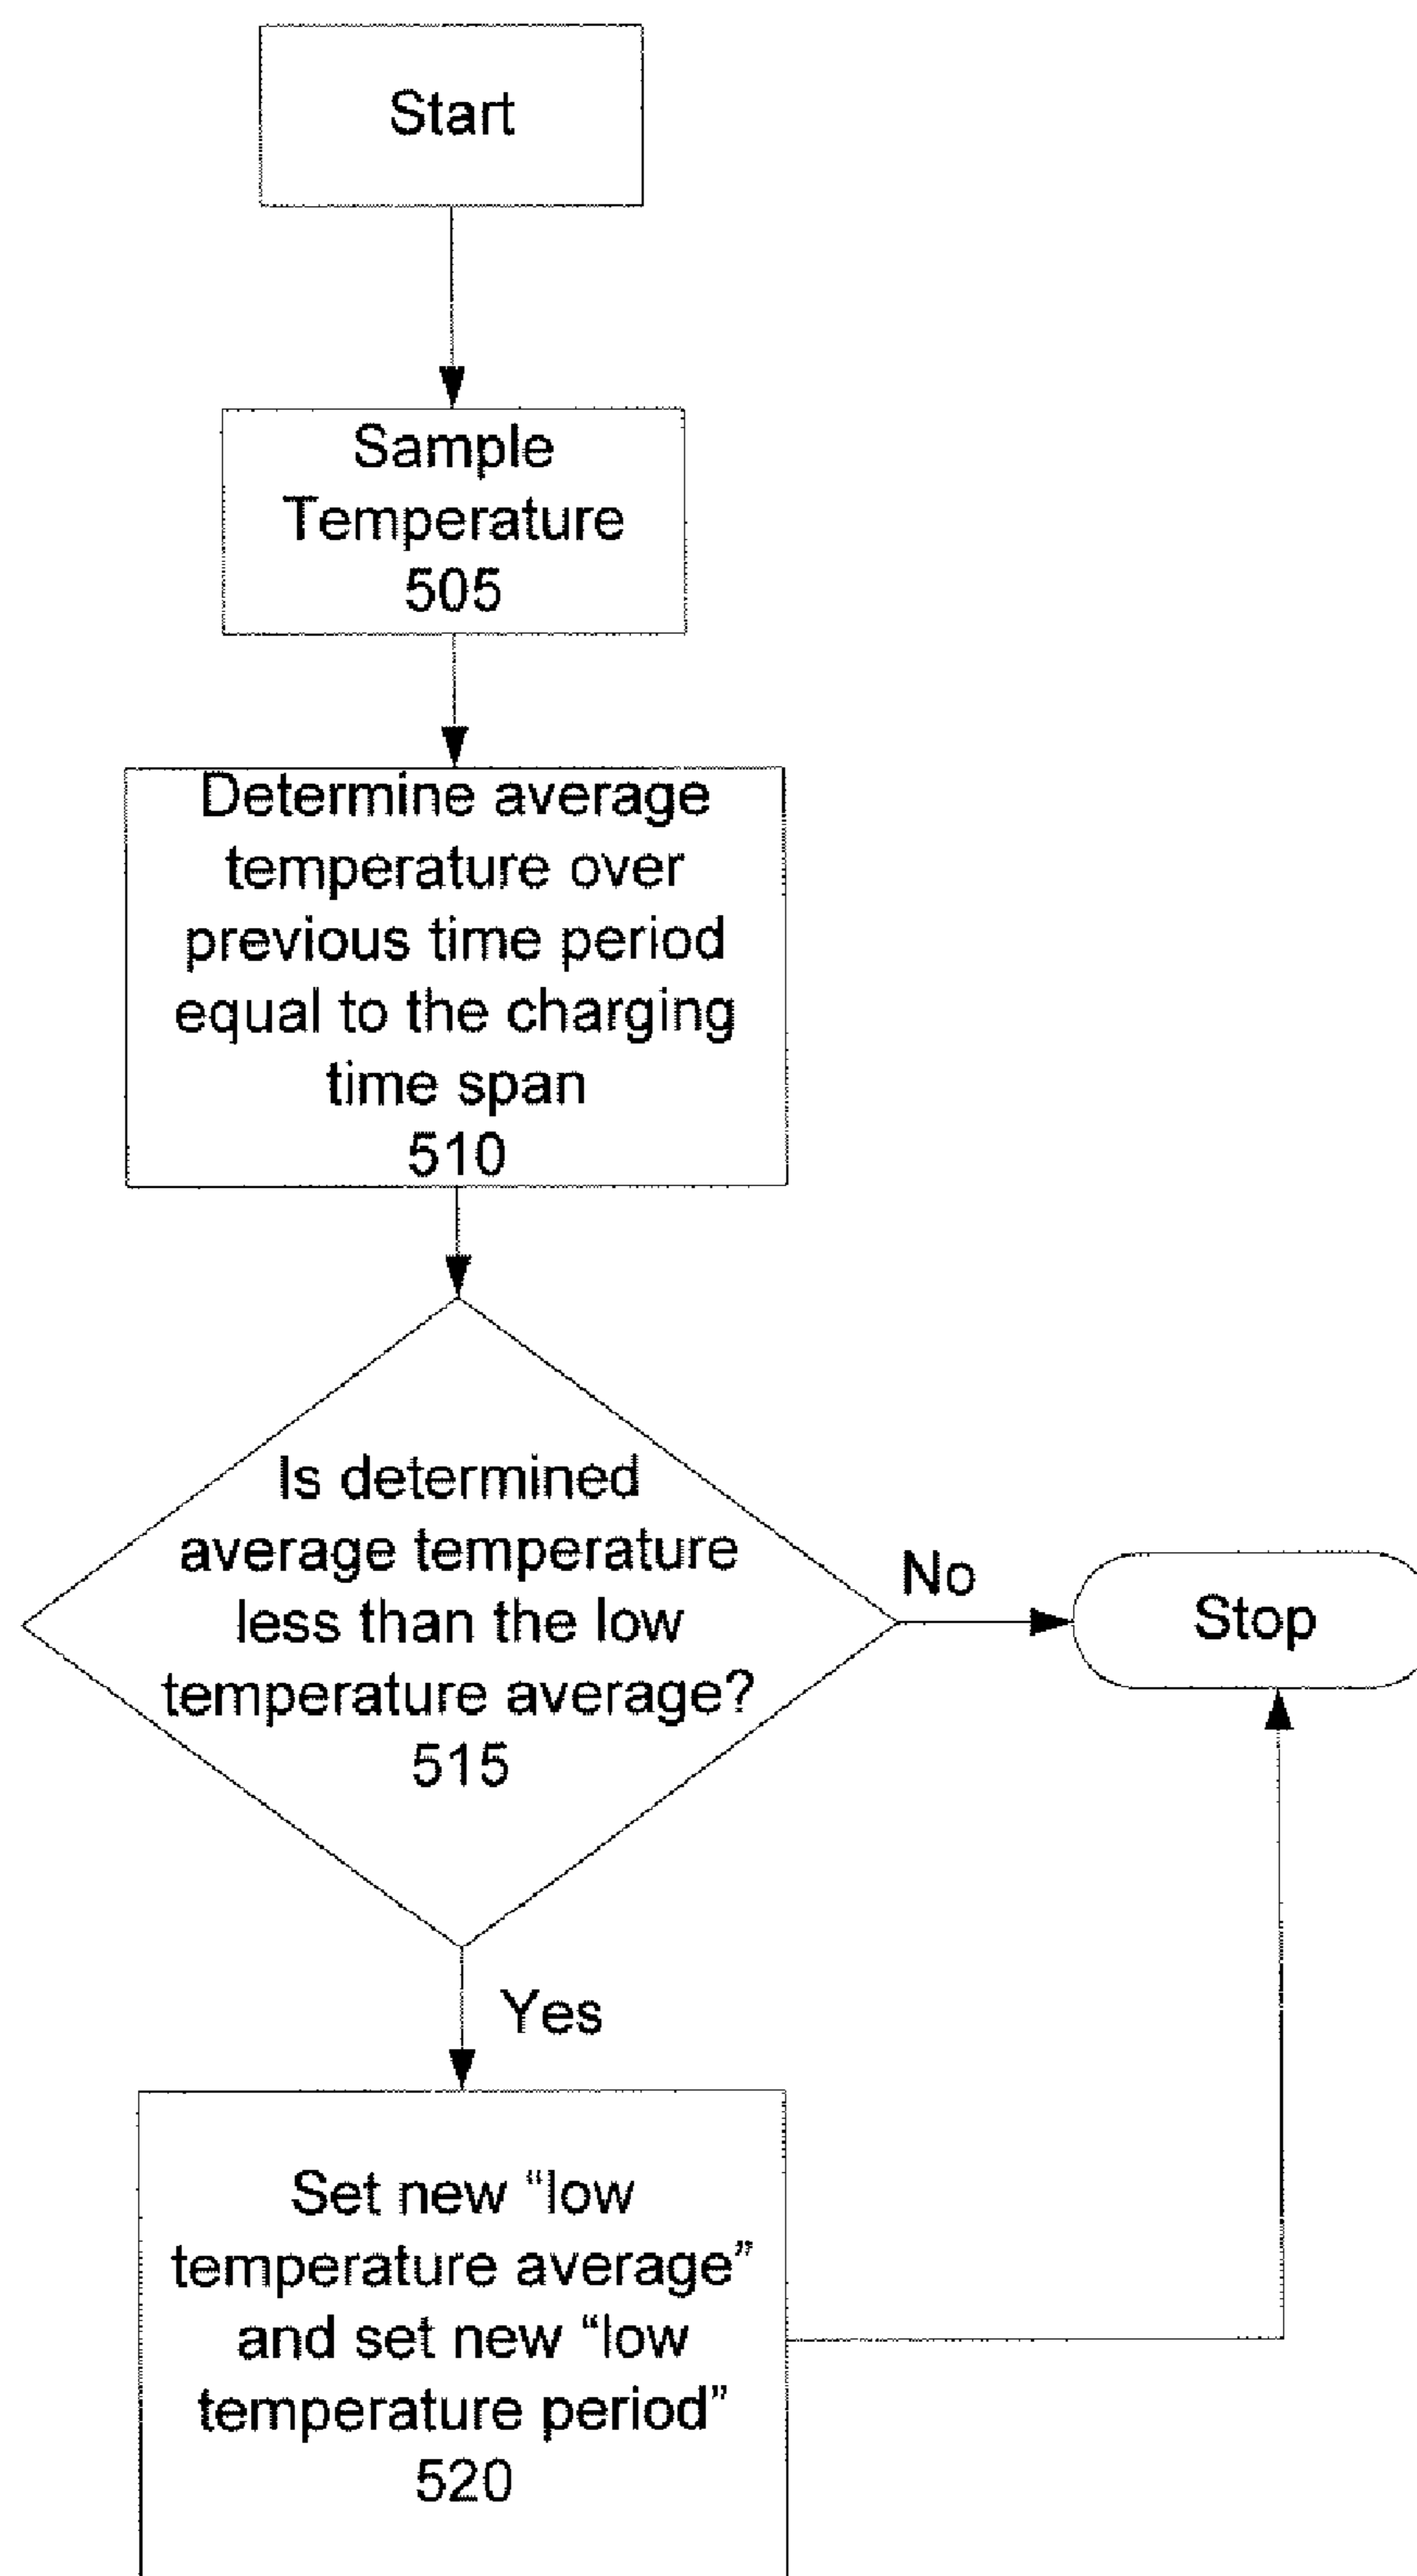 Start
Sample
Temperature
505
Determine average
temperature over
previous time period
equal to the charging
time span
510
Is determined
average temperature
less than the low
temperature average?
515
No
Stop
Yes
Set new “low
temperature average”
and set new “low
temperature period”
520